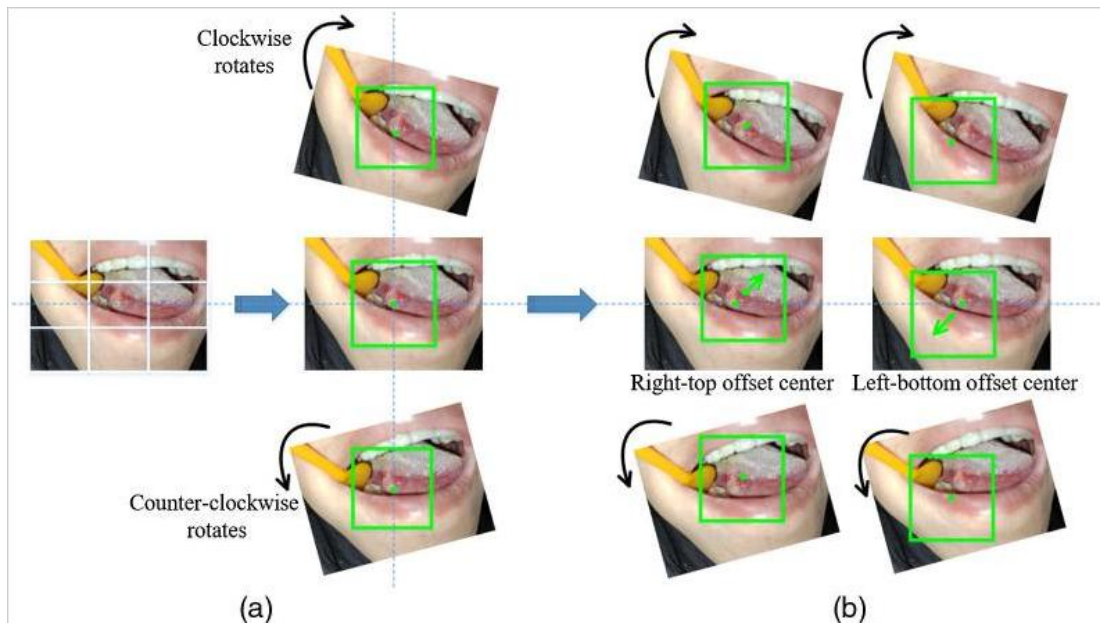 Clockwise
rotates
Right-top offset center
Left-bottom offset center
Counter-clockwise
rotates
(a)
(b)